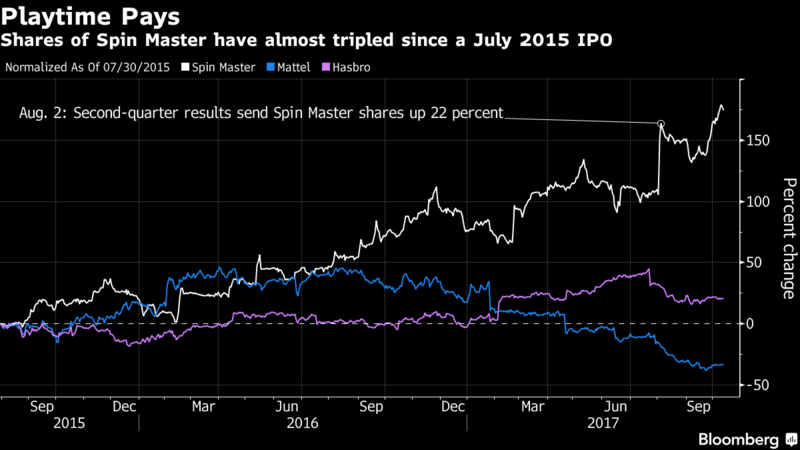 Playtime Pays
Shares of Spin Master have almost tripled since a July 2015 IPO
Normalized As Of 07/30/2015 Spin Master Mattel Hasbro
Aug. 2: Second-quarter results send Spin Master shares up 22 percent
150
100
50
0
-50
Percent change
Sep Dec Mar Jun Sep Dec Mar Jun Sep
2015 2016 2017
Bloomberg